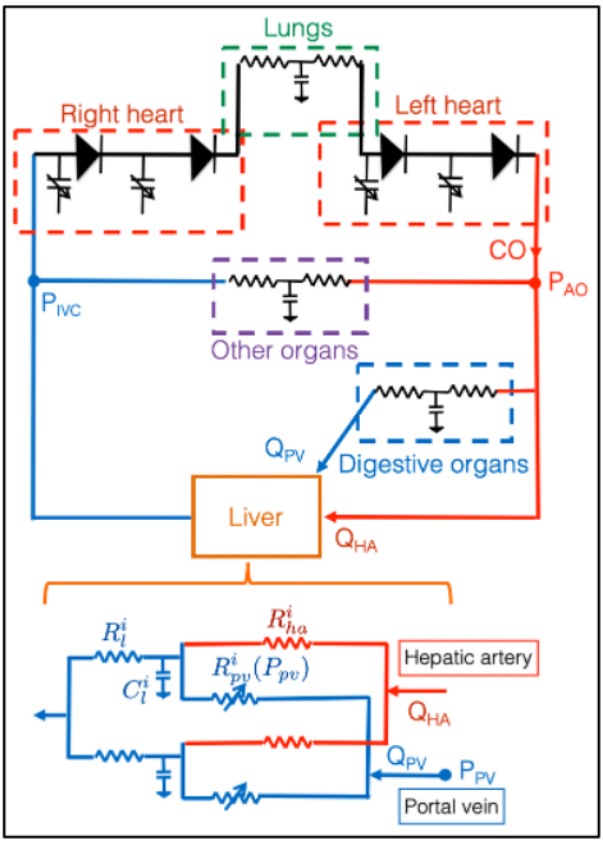 Lungs
Right heart
Left heart
CO
P_IVC
P_AO
Other organs
Q_PV
Digestive organs
Liver
Q_HA
R_l^i
R_ha^i
R_pv^i(P_pv)
C_l^i
Hepatic artery
Q_HA
Q_PV
P_PV
Portal vein